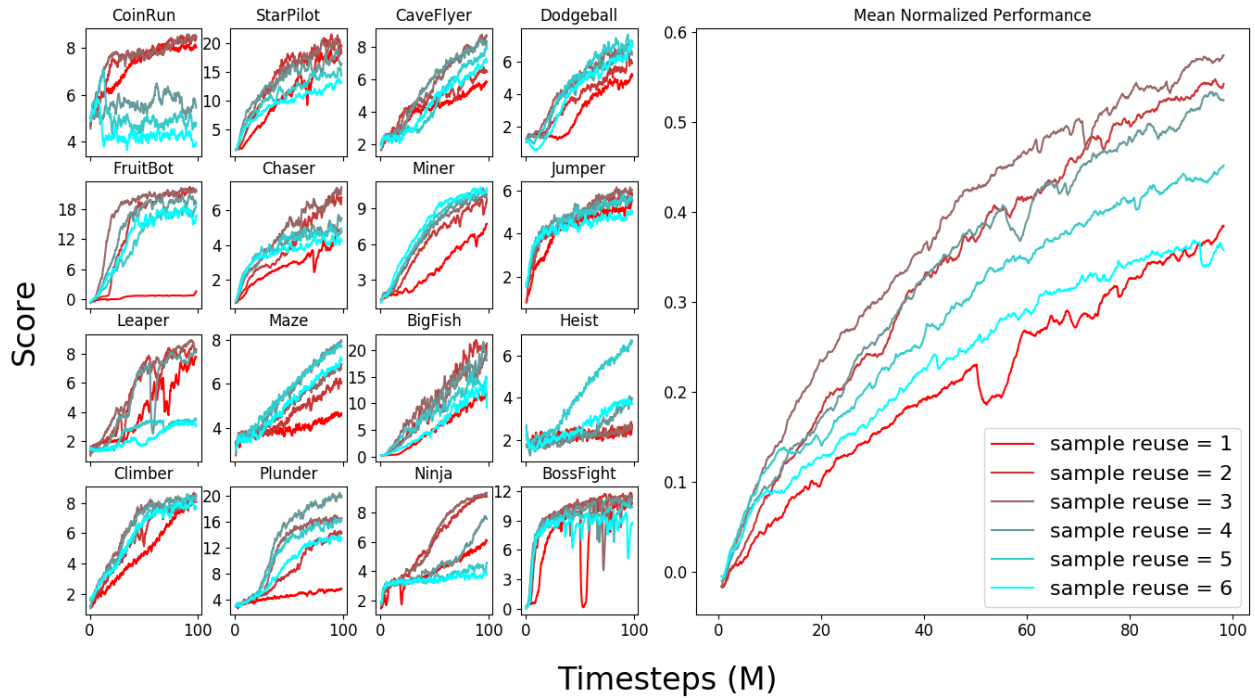 CoinRun
StarPilot
CaveFlyer
Dodgeball
Mean Normalized Performance
8
6
4
20
15
10
5
8
6
4
2
6
4
2
FruitBot
Chaser
Miner
Jumper
18
12
6
0
6
4
2
9
6
3
6
4
2
Leaper
Maze
BigFish
Heist
8
6
4
2
8
6
4
20
15
10
5
0
6
4
2
Climber
Plunder
Ninja
BossFight
8
6
4
2
20
16
12
8
4
8
6
4
2
12
9
6
3
0
0 100
0 100
0 100
0 100
0.6
0.5
0.4
0.3
0.2
0.1
0.0
sample reuse = 1
sample reuse = 2
sample reuse = 3
sample reuse = 4
sample reuse = 5
sample reuse = 6
0 20 40 60 80 100
Score
Timesteps (M)